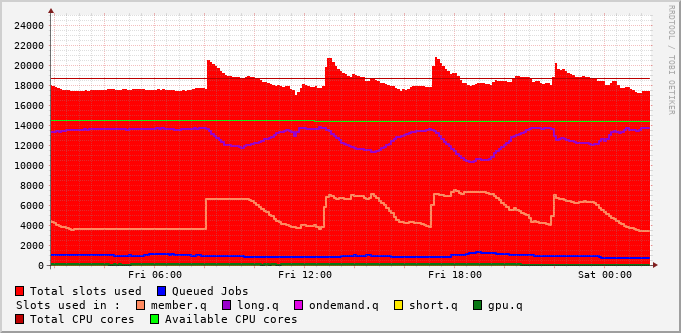 24000
22000
20000
18000
16000
14000
12000
10000
8000
6000
4000
2000
0
Fri 06:00 Fri 12:00 Fri 18:00 Sat 00:00
RRDTOOL / TOBI OETIKER
Total slots used Queued Jobs
Slots used in : member.q long.q ondemand.q short.q gpu.q
Total CPU cores Available CPU cores